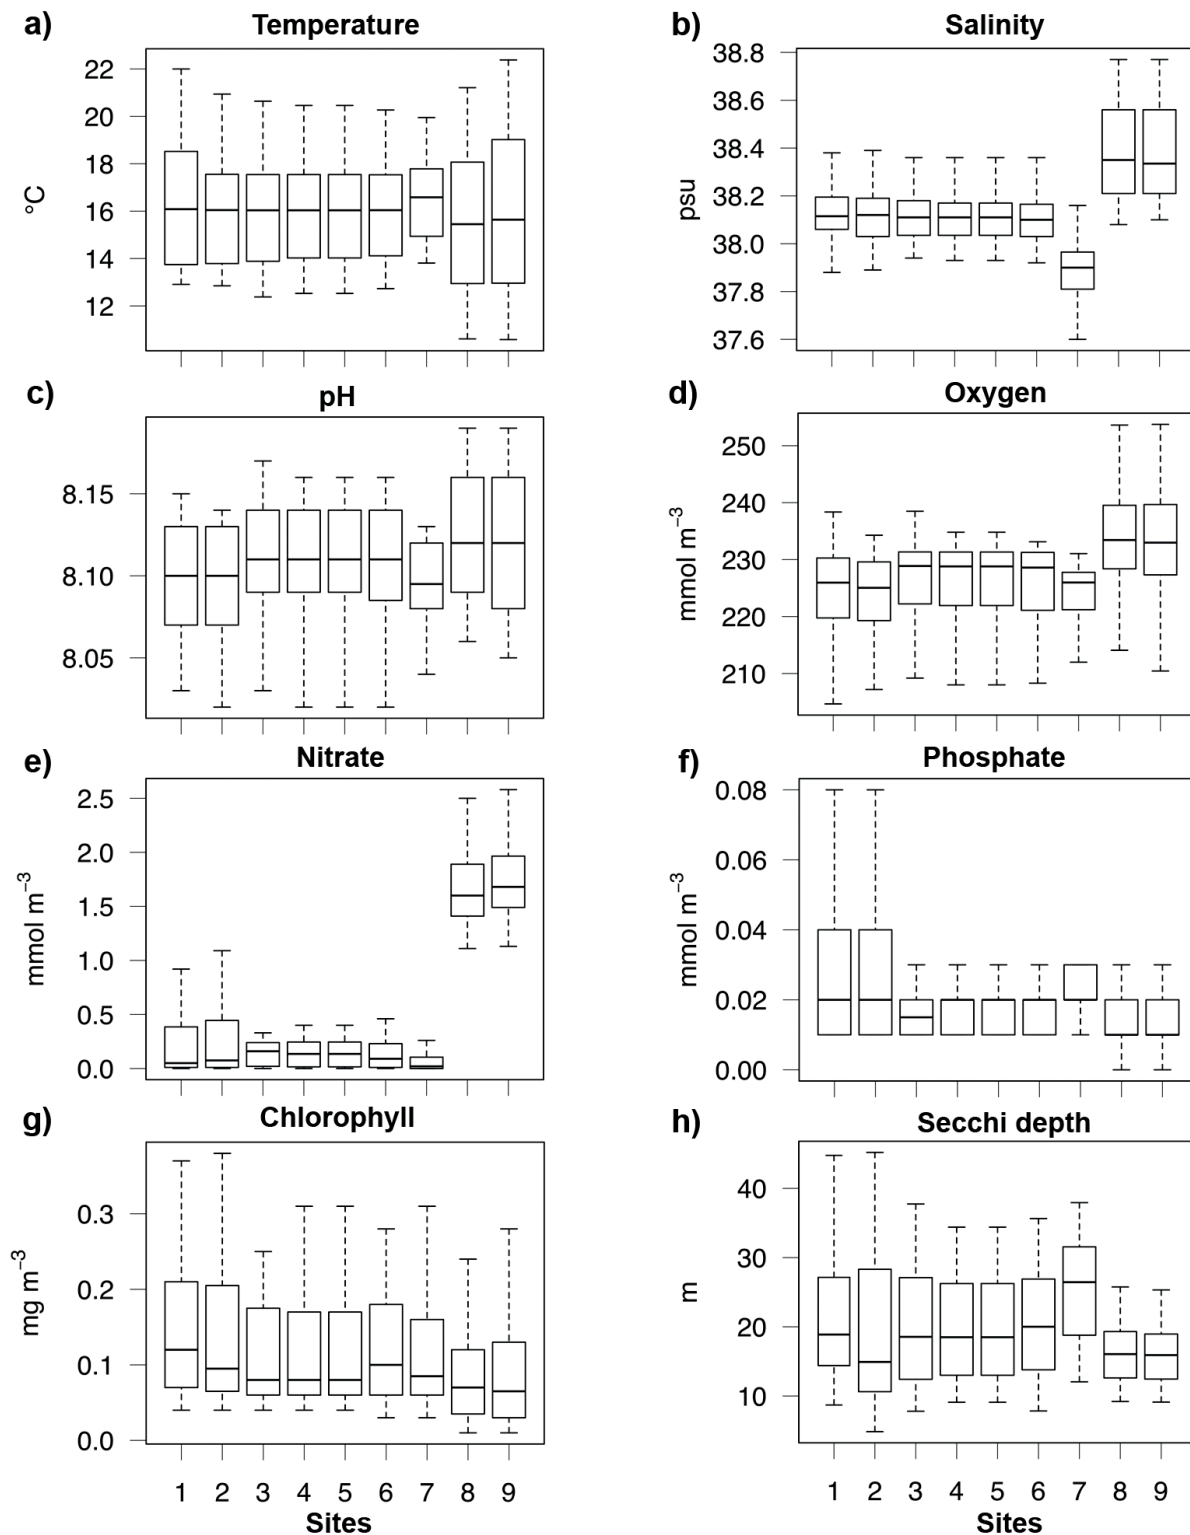 a) Temperature
°C
22
20
18
16
14
12
b) Salinity
psu
38.8
38.6
38.4
38.2
38.0
37.8
37.6
c) pH
8.15
8.10
8.05
d) Oxygen
mmol m⁻³
250
240
230
220
210
e) Nitrate
mmol m⁻³
2.5
2.0
1.5
1.0
0.5
0.0
f) Phosphate
mmol m⁻³
0.08
0.06
0.04
0.02
0.00
g) Chlorophyll
mg m⁻³
0.3
0.2
0.1
0.0
1 2 3 4 5 6 7 8 9
Sites
h) Secchi depth
m
40
30
20
10
1 2 3 4 5 6 7 8 9
Sites